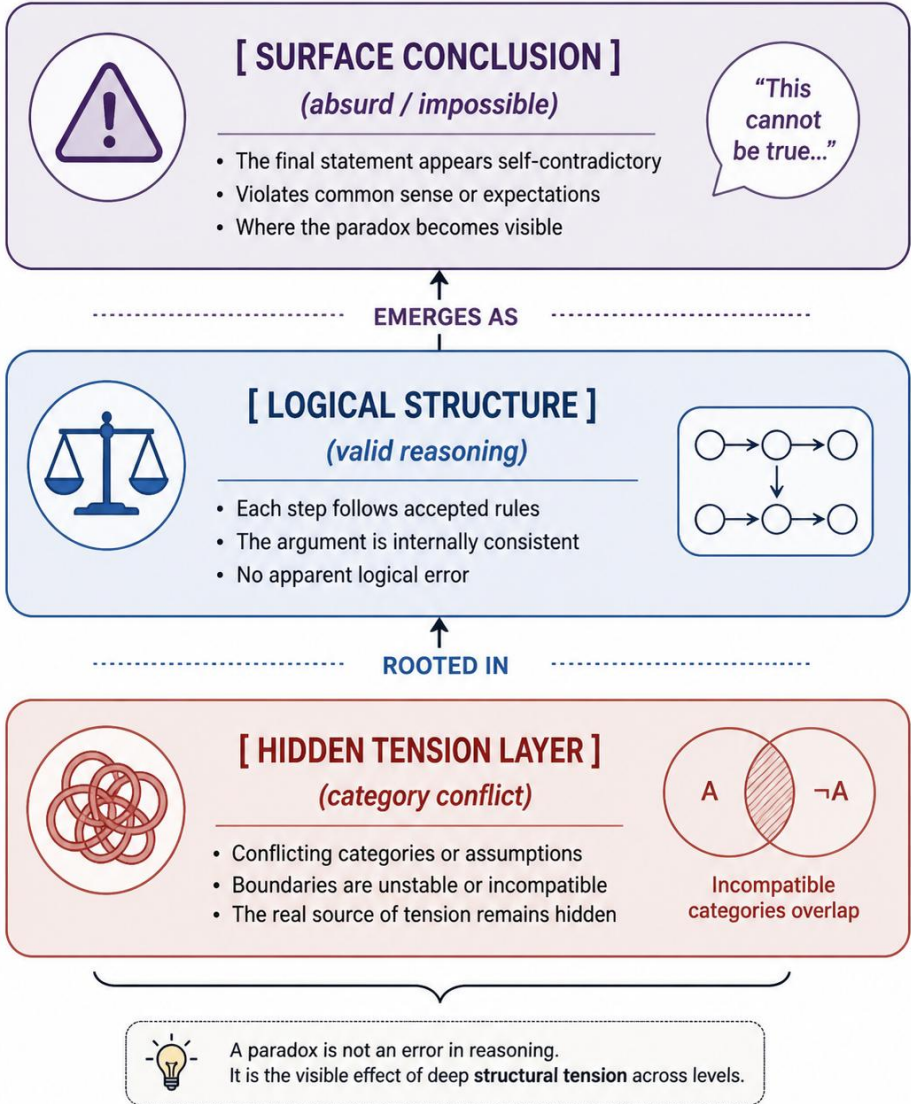 [ SURFACE CONCLUSION ]
(absurd / impossible)
• The final statement appears self-contradictory
• Violates common sense or expectations
• Where the paradox becomes visible
“This
cannot
be true...”
EMERGES AS
[ LOGICAL STRUCTURE ]
(valid reasoning)
• Each step follows accepted rules
• The argument is internally consistent
• No apparent logical error
ROOTED IN
[ HIDDEN TENSION LAYER ]
(category conflict)
• Conflicting categories or assumptions
• Boundaries are unstable or incompatible
• The real source of tension remains hidden
A
¬A
Incompatible
categories overlap
A paradox is not an error in reasoning.
It is the visible effect of deep structural tension across levels.